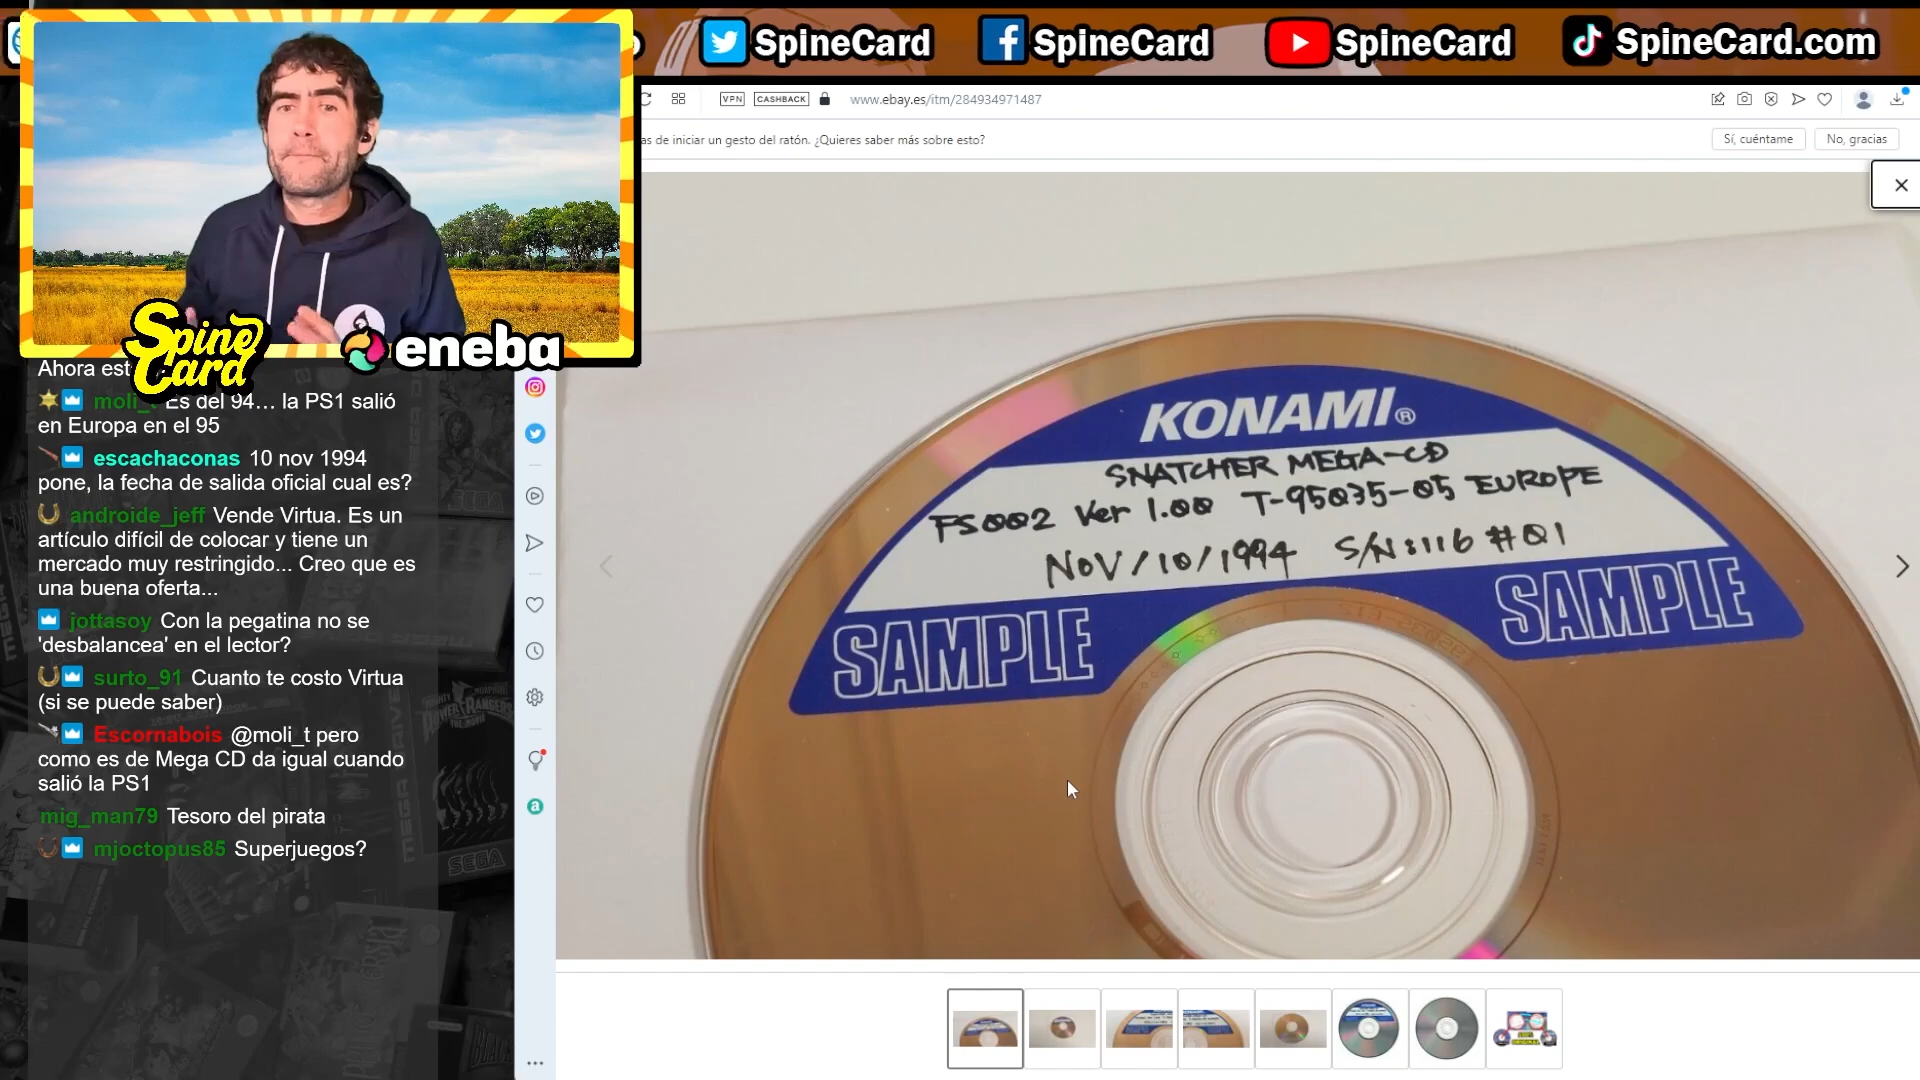 SpineCard
SpineCard
SpineCard
SpineCard.com
VPN
CASHBACK
www.ebay.es/itm/284934971487
as de iniciar un gesto del ratón. ¿Quieres saber más sobre esto?
Sí, cuéntame
No, gracias
Spine
Card
eneba
Ahora est
moli_t Es del 94... la PS1 salió
en Europa en el 95
escachaconas 10 nov 1994
pone, la fecha de salida oficial cual es?
androide_jeff Vende Virtua. Es un
artículo difícil de colocar y tiene un
mercado muy restringido... Creo que es
una buena oferta...
jottasoy Con la pegatina no se
'desbalancea' en el lector?
surto_91 Cuanto te costo Virtua
(si se puede saber)
Escornabois @moli_t pero
como es de Mega CD da igual cuando
salió la PS1
mig_man79 Tesoro del pirata
mjoctopus85 Superjuegos?
KONAMI®
SNATCHER MEGA-CD
FS002 Ver 1.00 T-95035-05 EUROPE
NOV/10/1994 S/N:116 #01
SAMPLE
SAMPLE
SEGA